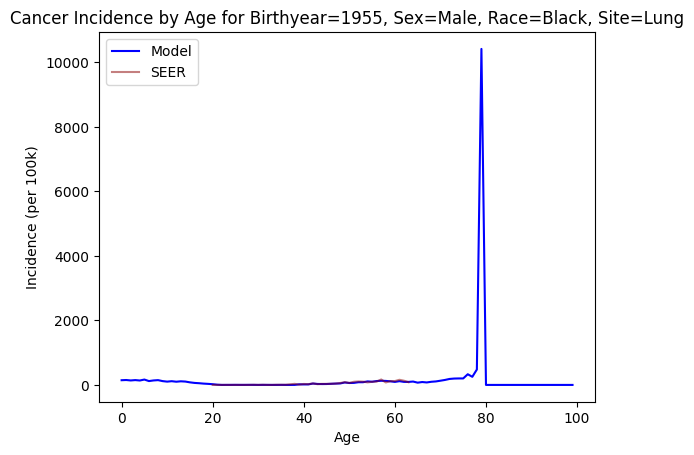 Cancer Incidence by Age for Birthyear=1955, Sex=Male, Race=Black, Site=Lung
Model
SEER
10000
8000
6000
4000
2000
0
Incidence (per 100k)
0 20 40 60 80 100
Age